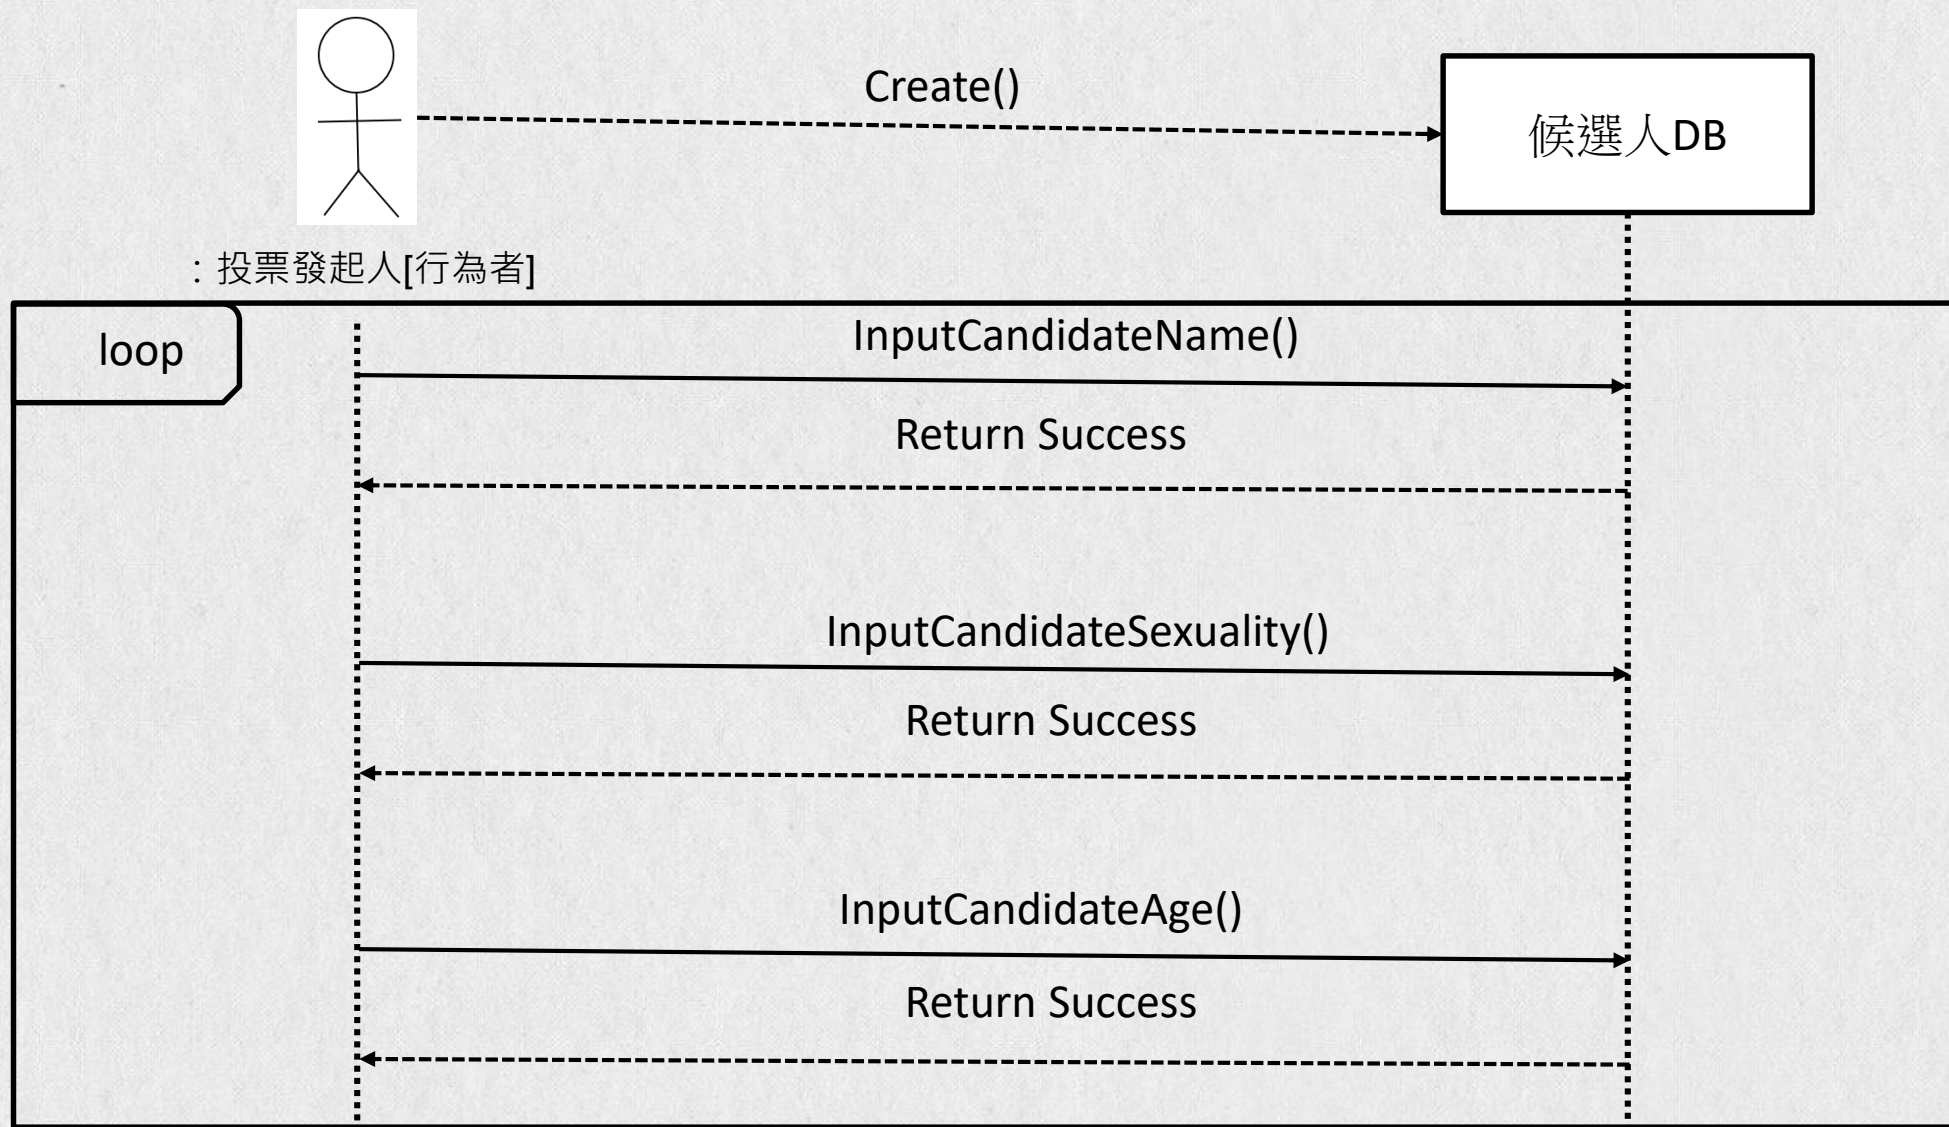 Create()
候選人DB
：投票發起人[行為者]
loop
InputCandidateName()
Return Success
InputCandidateSexuality()
Return Success
InputCandidateAge()
Return Success